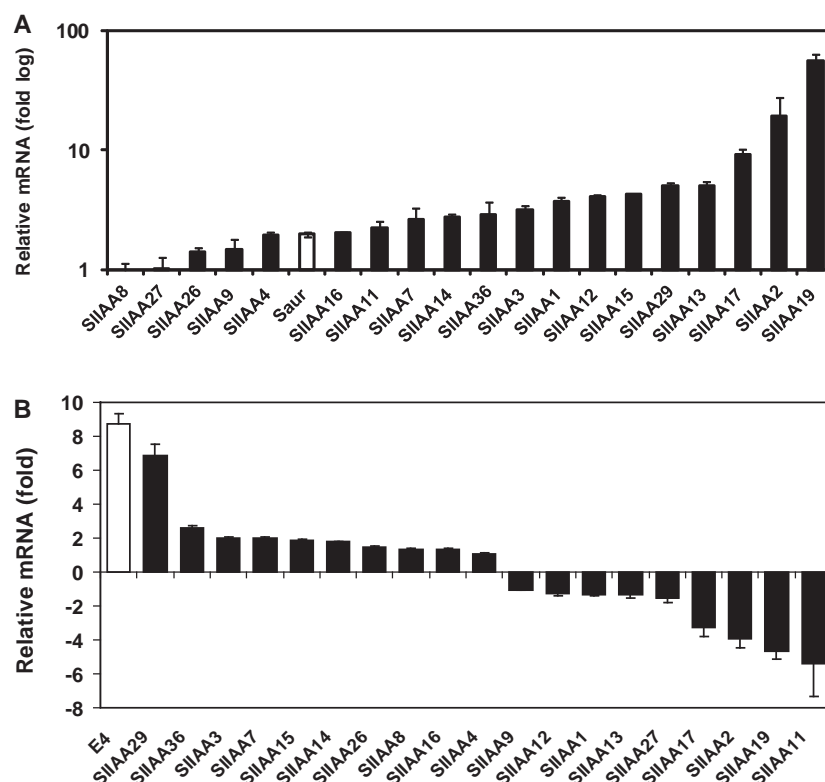 A
Relative mRNA (fold log)
100
10
1
SlIAA8
SlIAA27
SlIAA26
SlIAA9
SlIAA4
Saur
SlIAA16
SlIAA11
SlIAA7
SlIAA14
SlIAA36
SlIAA3
SlIAA1
SlIAA12
SlIAA15
SlIAA29
SlIAA13
SlIAA17
SlIAA2
SlIAA19
B
Relative mRNA (fold)
10
8
6
4
2
0
-2
-4
-6
-8
E4
SlIAA29
SlIAA36
SlIAA3
SlIAA7
SlIAA15
SlIAA14
SlIAA26
SlIAA8
SlIAA16
SlIAA4
SlIAA9
SlIAA12
SlIAA1
SlIAA13
SlIAA27
SlIAA17
SlIAA2
SlIAA19
SlIAA11